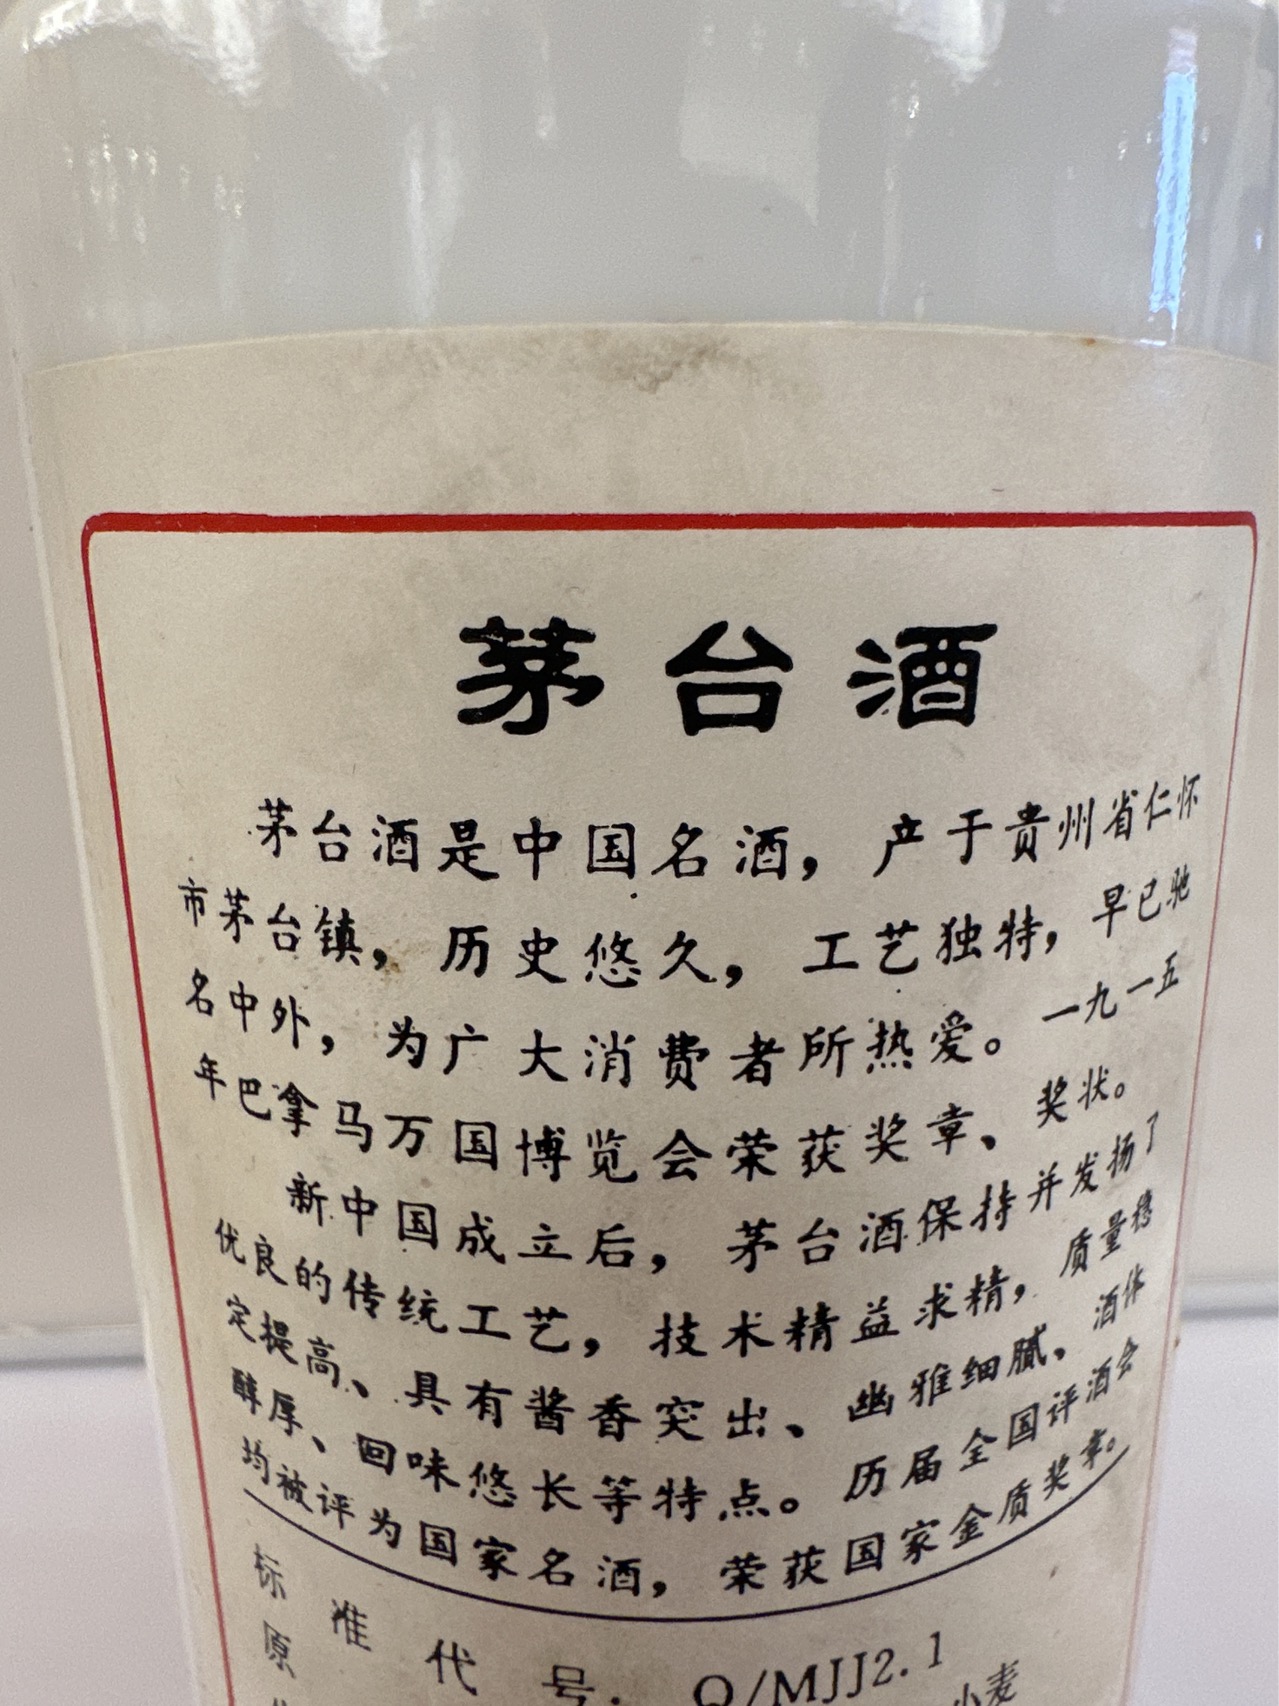 茅台酒
茅台酒是中国名酒，产于贵州省仁怀
市茅台镇，历史悠久，工艺独特，早已驰
名中外，为广大消费者所热爱。一九一五
年巴拿马万国博览会荣获奖章、奖状。
新中国成立后，茅台酒保持并发扬了
优良的传统工艺，技术精益求精，质量稳
定提高、具有酱香突出、幽雅细腻，酒体
醇厚、回味悠长等特点。历届全国评酒会
均被评为国家名酒，荣获国家金质奖章。
标准代号：Q/MJJ2.1
原 小麦